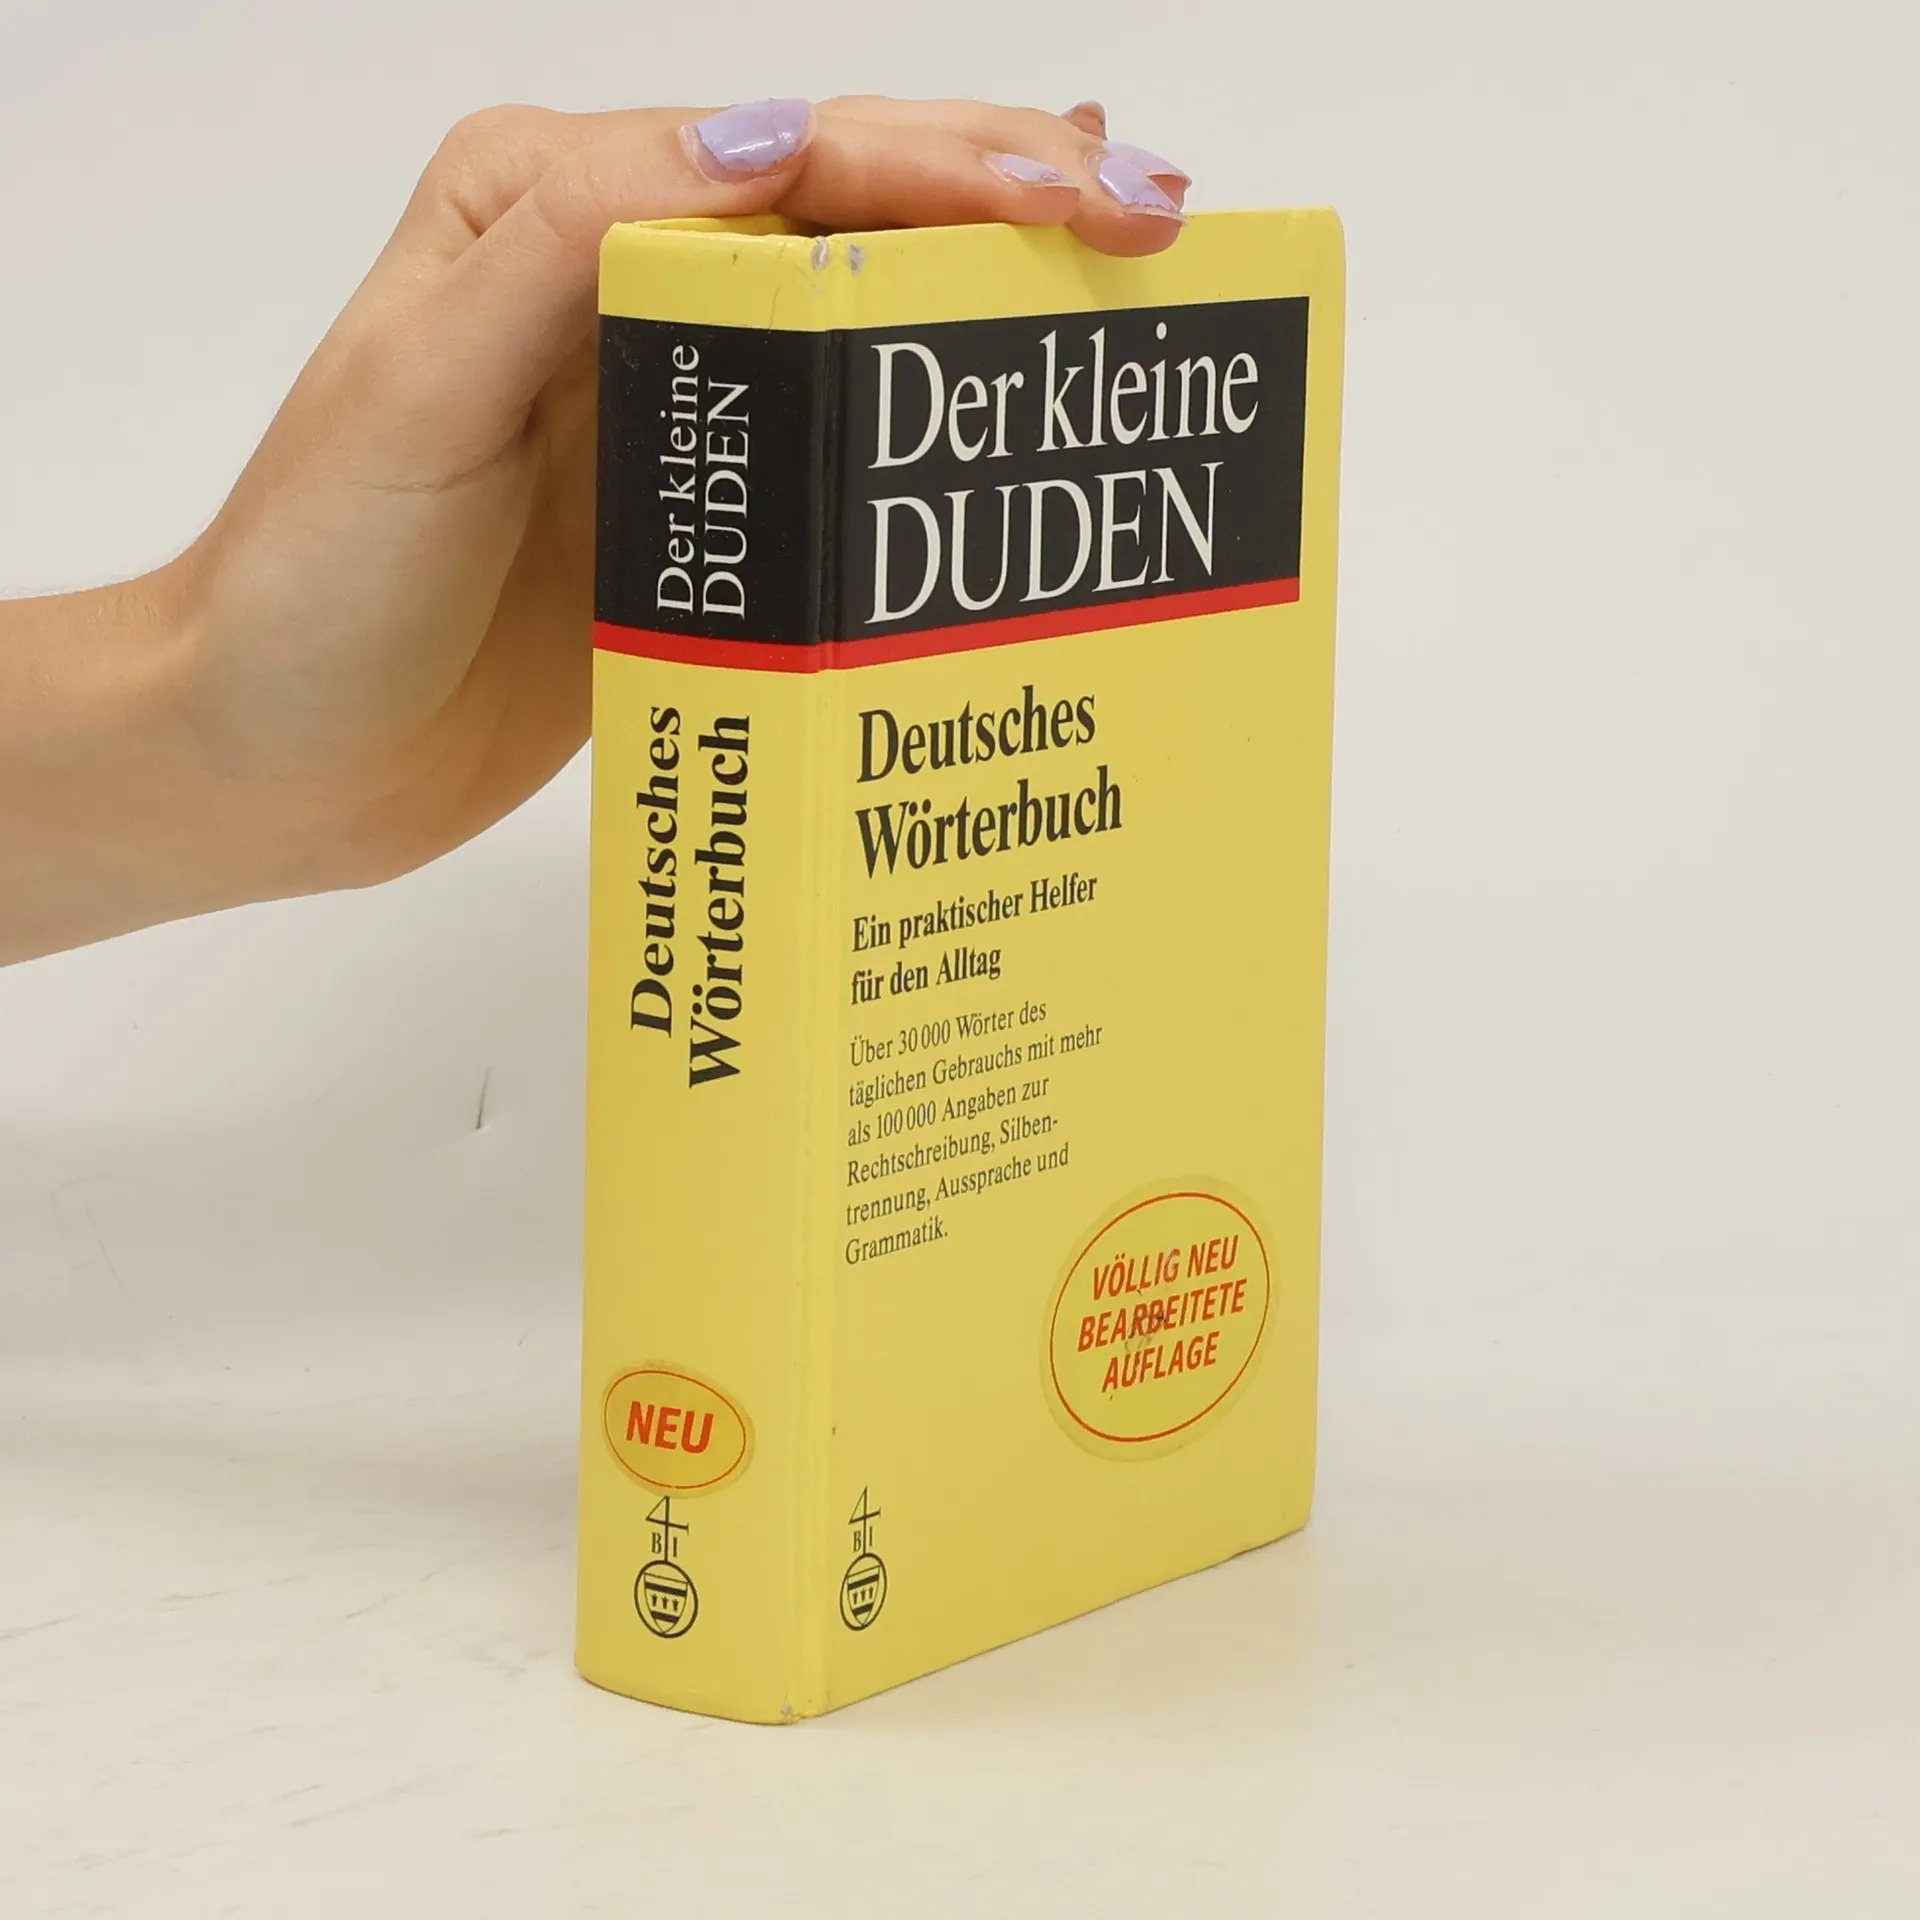 Der kleine
DUDEN
Deutsches
Wörterbuch
NEU
B I
Der kleine
DUDEN
Deutsches
Wörterbuch
Ein praktischer Helfer
für den Alltag
Über 30 000 Wörter des
täglichen Gebrauchs mit mehr
als 100 000 Angaben zur
Rechtschreibung, Silben-
trennung, Aussprache und
Grammatik.
VÖLLIG NEU
BEARBEITETE
AUFLAGE
B I